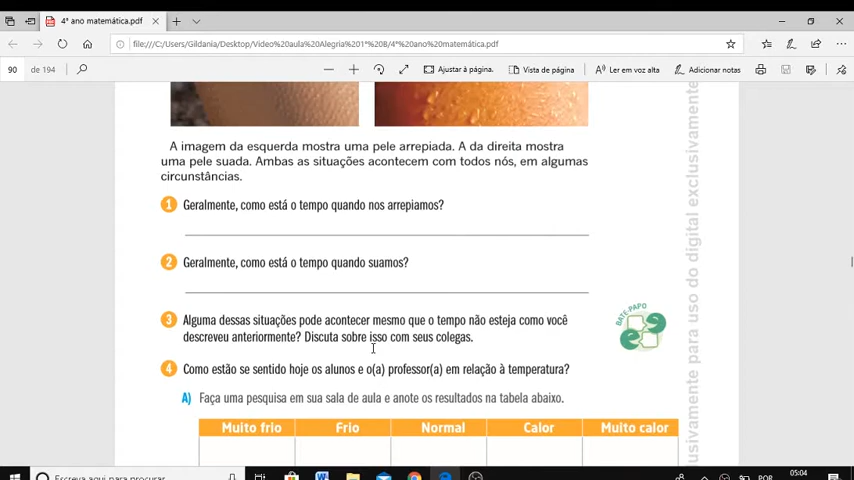 4º ano matemática.pdf
file:///C:/Users/Gildania/Desktop/Video%20aula%20Alegria%201°%20B/4°%20ano%20matemática.pdf
90 de 194
Ajustar à página.
Vista de página
Ler em voz alta
Adicionar notas
A imagem da esquerda mostra uma pele arrepiada. A da direita mostra
uma pele suada. Ambas as situações acontecem com todos nós, em algumas
circunstâncias.
1 Geralmente, como está o tempo quando nos arrepiamos?
2 Geralmente, como está o tempo quando suamos?
3 Alguma dessas situações pode acontecer mesmo que o tempo não esteja como você
descreveu anteriormente? Discuta sobre isso com seus colegas.
BATE-PAPO
4 Como estão se sentido hoje os alunos e o(a) professor(a) em relação à temperatura?
A) Faça uma pesquisa em sua sala de aula e anote os resultados na tabela abaixo.
Muito frio Frio Normal Calor Muito calor
usivamente para uso do digital exclusivamente
Escreva aqui para procurar
POR
05:04